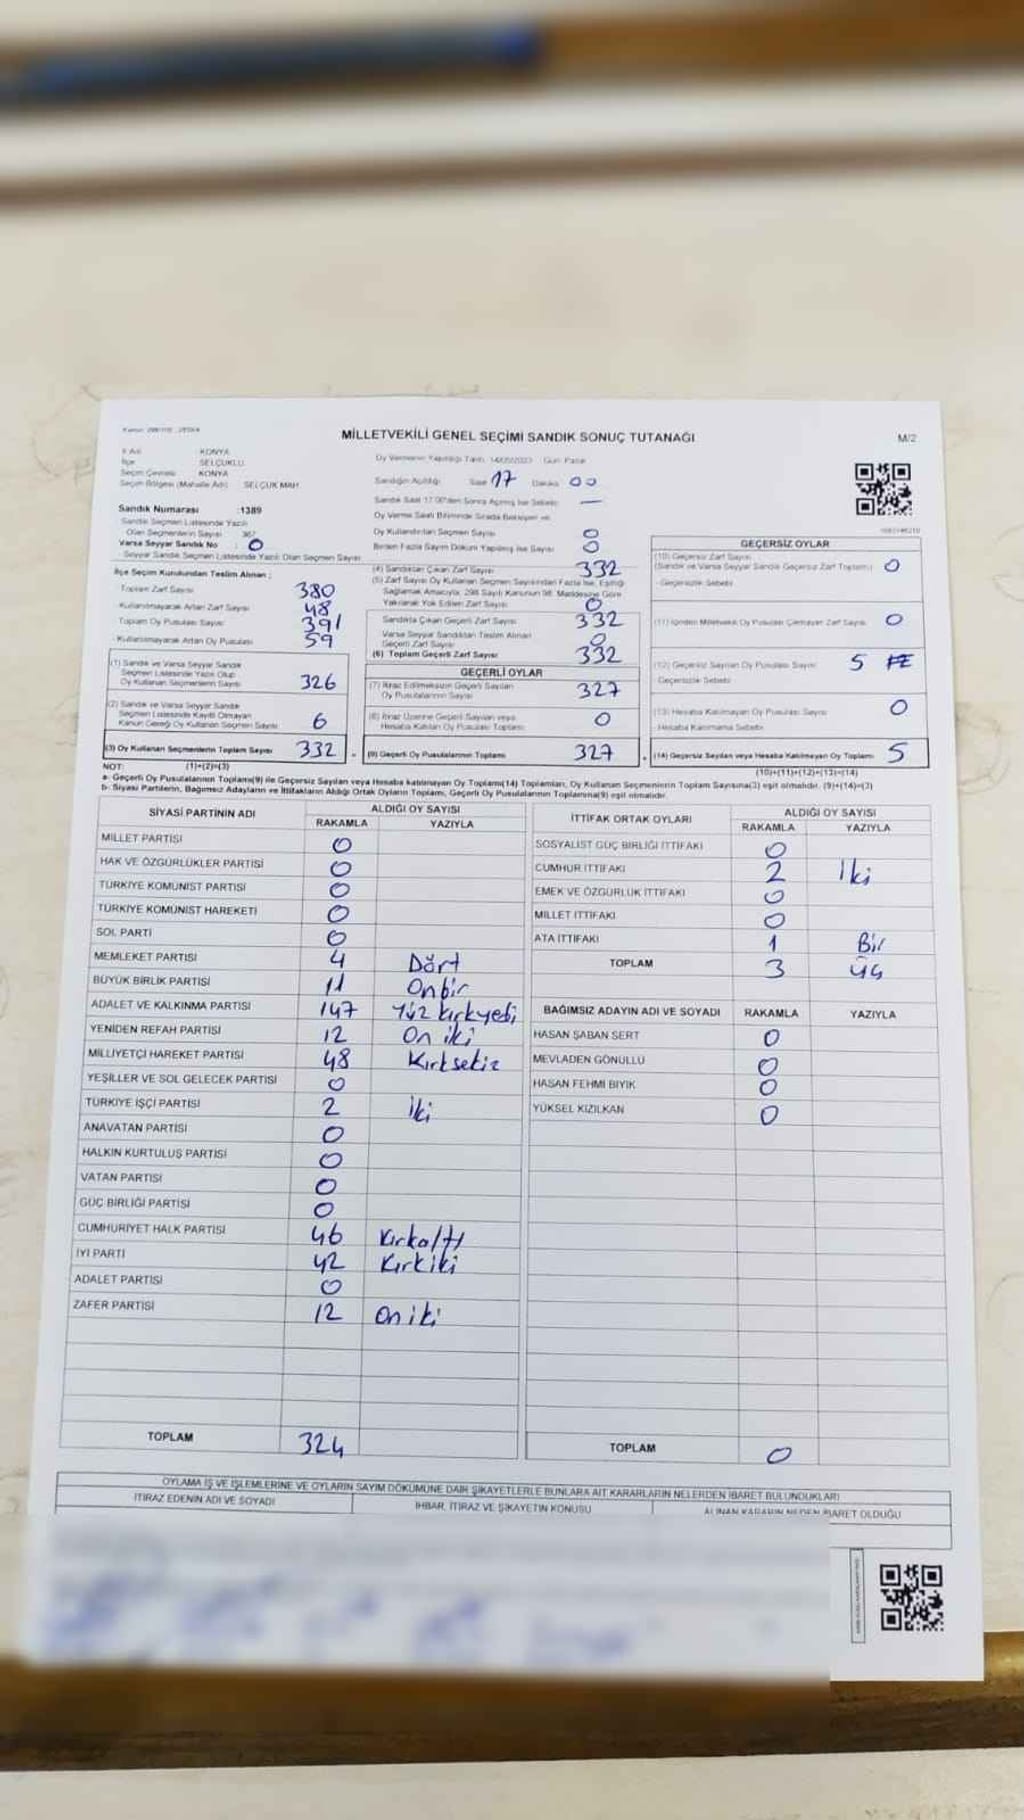 MİLLETVEKİLİ GENEL SEÇİMİ SANDIK SONUÇ TUTANAĞI
M/2
İl Adı KONYA
İlçe SELÇUKLU
Seçim Çevresi KONYA
Seçim Bölgesi (Mahalle Adı) SELÇUK MAH.
Oy Vermenin Yapıldığı Tarih: 14/05/2023 Gün: Pazar
Sandığın Açıldığı Saat 17 Dakika 00
Sandık Saat 17.00'den Sonra Açılmış İse Sebebi: —
Sandık Numarası :1389
Sandık Seçmen Listesinde Yazılı
Olan Seçmenlerin Sayısı 367
Varsa Seyyar Sandık No : 0
Seyyar Sandık Seçmen Listesinde Yazılı Olan Seçmen Sayısı
Oy Kullandırılan Seçmen Sayısı 0
Birden Fazla Sayım Döküm Yapılmış İse Sayısı 0
İlçe Seçim Kurulundan Teslim Alınan ;
Toplam Zarf Sayısı 380
Kullanılmayarak Artan Zarf Sayısı 48
Toplam Oy Pusulası Sayısı 391
Kullanılmayarak Artan Oy Pusulası 59
(1) Sandık ve Varsa Seyyar Sandık
Seçmen Listesinde Yazılı Olup
Oy Kullanan Seçmenlerin Sayısı 326
(2) Sandık ve Varsa Seyyar Sandık
Seçmen Listesinde Kayıtlı Olmayan
Kanun Gereği Oy Kullanan Seçmen Sayısı 6
(3) Oy Kullanan Seçmenlerin Toplam Sayısı 332
(1)+(2)=(3)
(4) Sandıktan Çıkan Zarf Sayısı 332
(5) Zarf Sayısı Oy Kullanan Seçmen Sayısından Fazla İse, Eşitliği
Sağlamak Amacıyla, 298 Sayılı Kanunun 98. Maddesine Göre
Yakılarak Yok Edilen Zarf Sayısı 0
Sandıkta Çıkan Geçerli Zarf Sayısı 332
Varsa Seyyar Sandıktan Teslim Alınan
Geçerli Zarf Sayısı 0
(6) Toplam Geçerli Zarf Sayısı 332
GEÇERLİ OYLAR
(7) İtiraz Edilmeksizin Geçerli Sayılan
Oy Pusulalarının Sayısı 327
(8) İtiraz Üzerine Geçerli Sayılan veya
Hesaba Katılan Oy Pusulası Toplamı 0
(9) Geçerli Oy Pusulalarının Toplamı 327
GEÇERSİZ OYLAR
(10) Geçersiz Zarf Sayısı
(Sandık ve Varsa Seyyar Sandık Geçersiz Zarf Toplamı) 0
Geçersizlik Sebebi
(11) İçinden Milletvekili Oy Pusulası Çıkmayan Zarf Sayısı 0
(12) Geçersiz Sayılan Oy Pusulası Sayısı 5
Geçersizlik Sebebi
(13) Hesaba Katılmayan Oy Pusulası Sayısı 0
Hesaba Katılmama Sebebi
(14) Geçersiz Sayılan veya Hesaba Katılmayan Oy Toplamı 5
(10)+(11)+(12)+(13)=(14)
NOT:
a- Geçerli Oy Pusulalarının Toplamı(9) ile Geçersiz Sayılan veya Hesaba katılmayan Oy Toplamı(14) Toplamları, Oy Kullanan Seçmenlerin Toplam Sayısına(3) eşit olmalıdır. (9)+(14)=(3)
b- Siyasi Partilerin, Bağımsız Adayların ve İttifakların Aldığı Ortak Oyların Toplamı, Geçerli Oy Pusulalarının Toplamına(9) eşit olmalıdır.
SİYASİ PARTİNİN ADI ALDIĞI OY SAYISI
RAKAMLA YAZIYLA
MİLLET PARTİSİ 0
HAK VE ÖZGÜRLÜKLER PARTİSİ 0
TÜRKİYE KOMÜNİST PARTİSİ 0
TÜRKİYE KOMÜNİST HAREKETİ 0
SOL PARTİ 0
MEMLEKET PARTİSİ 4 Dört
BÜYÜK BİRLİK PARTİSİ 11 Onbir
ADALET VE KALKINMA PARTİSİ 147 Yüz kırkyedi
YENİDEN REFAH PARTİSİ 12 On iki
MİLLİYETÇİ HAREKET PARTİSİ 48 Kırksekiz
YEŞİLLER VE SOL GELECEK PARTİSİ 0
TÜRKİYE İŞÇİ PARTİSİ 2 iki
ANAVATAN PARTİSİ 0
HALKIN KURTULUŞ PARTİSİ 0
VATAN PARTİSİ 0
GÜÇ BİRLİĞİ PARTİSİ 0
CUMHURİYET HALK PARTİSİ 46 Kırkaltı
İYİ PARTİ 42 Kırkiki
ADALET PARTİSİ 0
ZAFER PARTİSİ 12 on iki
TOPLAM 324
İTTİFAK ORTAK OYLARI ALDIĞI OY SAYISI
RAKAMLA YAZIYLA
SOSYALİST GÜÇ BİRLİĞİ İTTİFAKI 0
CUMHUR İTTİFAKI 2 İki
EMEK VE ÖZGÜRLÜK İTTİFAKI 0
MİLLET İTTİFAKI 0
ATA İTTİFAKI 1 Bir
TOPLAM 3 üç
BAĞIMSIZ ADAYIN ADI VE SOYADI RAKAMLA YAZIYLA
HASAN ŞABAN SERT 0
MEVLADEN GÖNÜLLÜ 0
HASAN FEHMİ BIYIK 0
YÜKSEL KIZILKAN 0
TOPLAM 0
OYLAMA İŞ VE İŞLEMLERİNE VE OYLARIN SAYIM DÖKÜMÜNE DAİR ŞİKAYETLERLE BUNLARA AİT KARARLARIN NELERDEN İBARET BULUNDUKLARI
İTİRAZ EDENİN ADI VE SOYADI
İHBAR, İTİRAZ VE ŞİKAYETİN KONUSU
ALINAN KARARIN NEDEN İBARET OLDUĞU